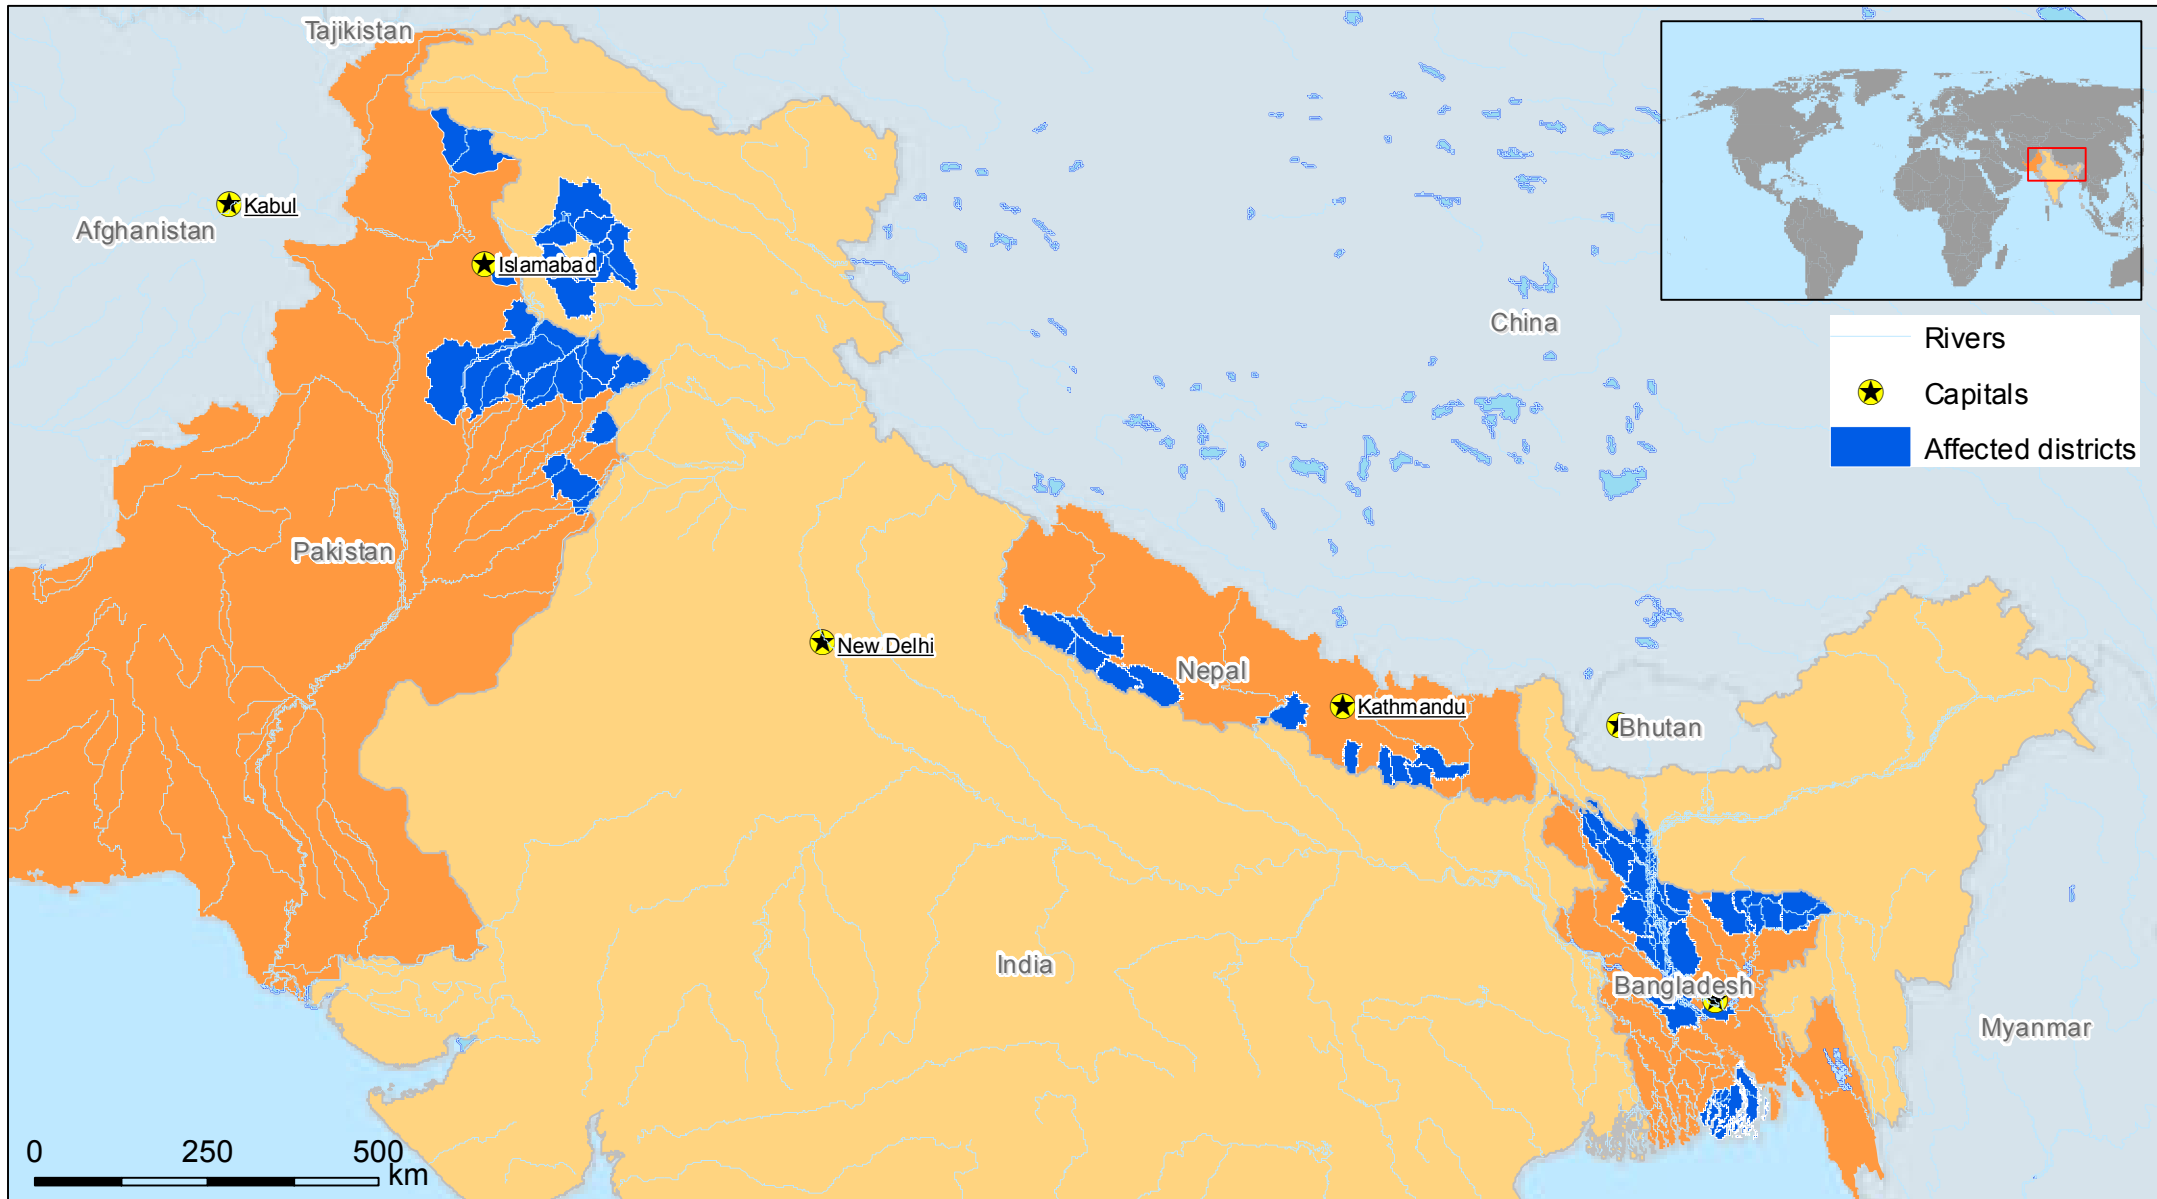 Tajikistan
Kabul
Afghanistan
Islamabad
China
Rivers
Capitals
Affected districts
Pakistan
New Delhi
Nepal
Kathmandu
Bhutan
India
Bangladesh
Myanmar
0 250 500
km